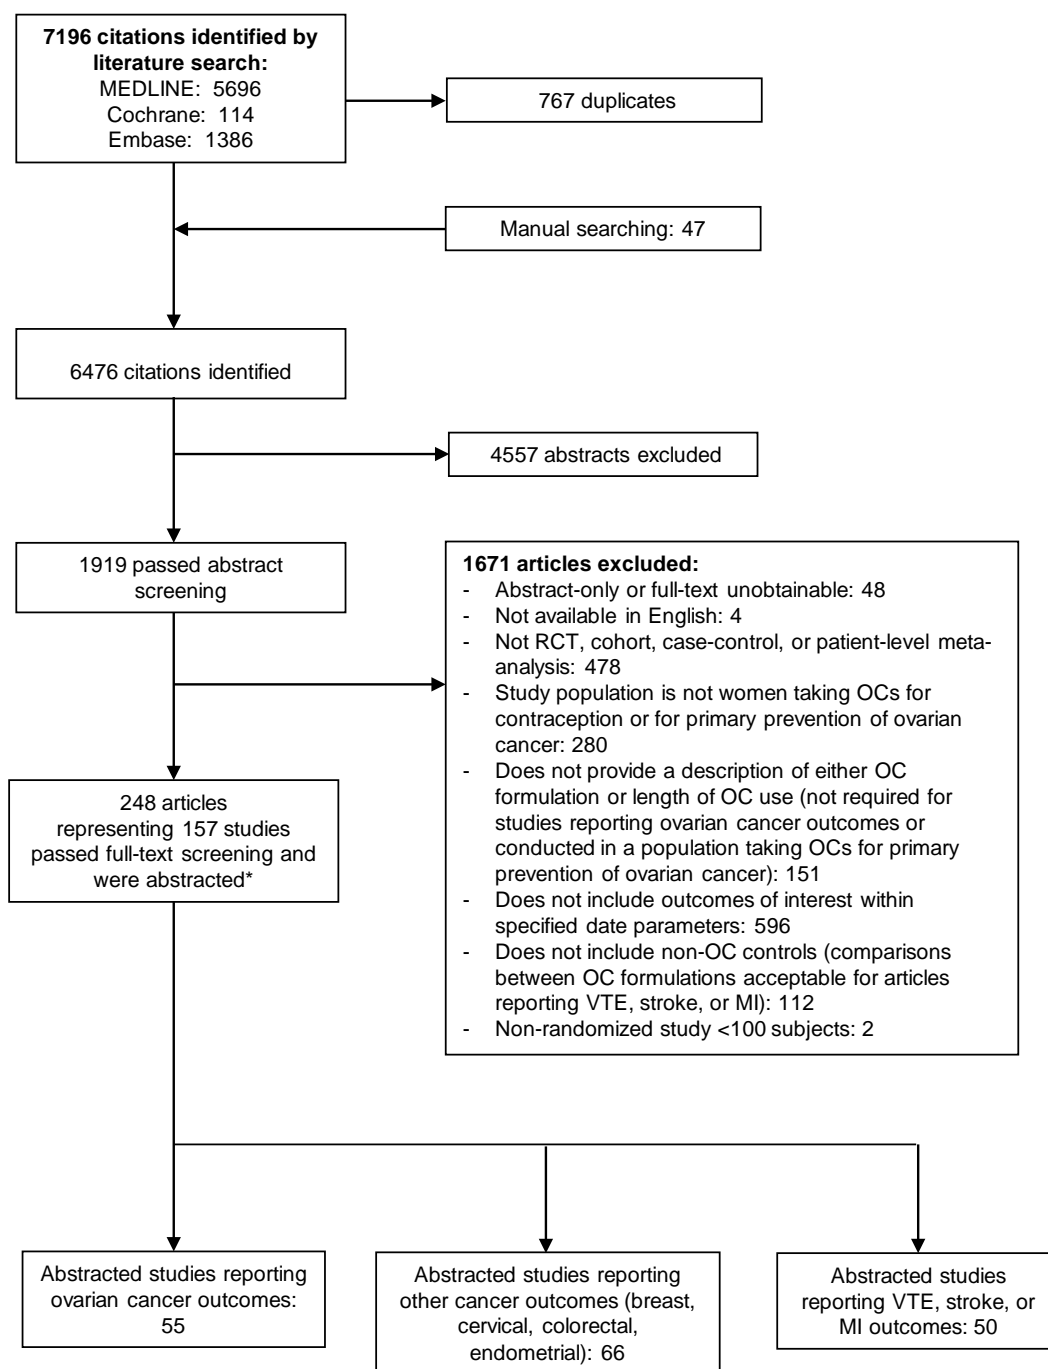 7196 citations identified by
literature search:
MEDLINE: 5696
Cochrane: 114
Embase: 1386
767 duplicates
Manual searching: 47
6476 citations identified
4557 abstracts excluded
1919 passed abstract
screening
1671 articles excluded:
- Abstract-only or full-text unobtainable: 48
- Not available in English: 4
- Not RCT, cohort, case-control, or patient-level meta-
analysis: 478
- Study population is not women taking OCs for
contraception or for primary prevention of ovarian
cancer: 280
- Does not provide a description of either OC
formulation or length of OC use (not required for
studies reporting ovarian cancer outcomes or
conducted in a population taking OCs for primary
prevention of ovarian cancer): 151
- Does not include outcomes of interest within
specified date parameters: 596
- Does not include non-OC controls (comparisons
between OC formulations acceptable for articles
reporting VTE, stroke, or MI): 112
- Non-randomized study <100 subjects: 2
248 articles
representing 157 studies
passed full-text screening and
were abstracted*
Abstracted studies reporting
ovarian cancer outcomes:
55
Abstracted studies reporting
other cancer outcomes (breast,
cervical, colorectal,
endometrial): 66
Abstracted studies
reporting VTE, stroke, or
MI outcomes: 50